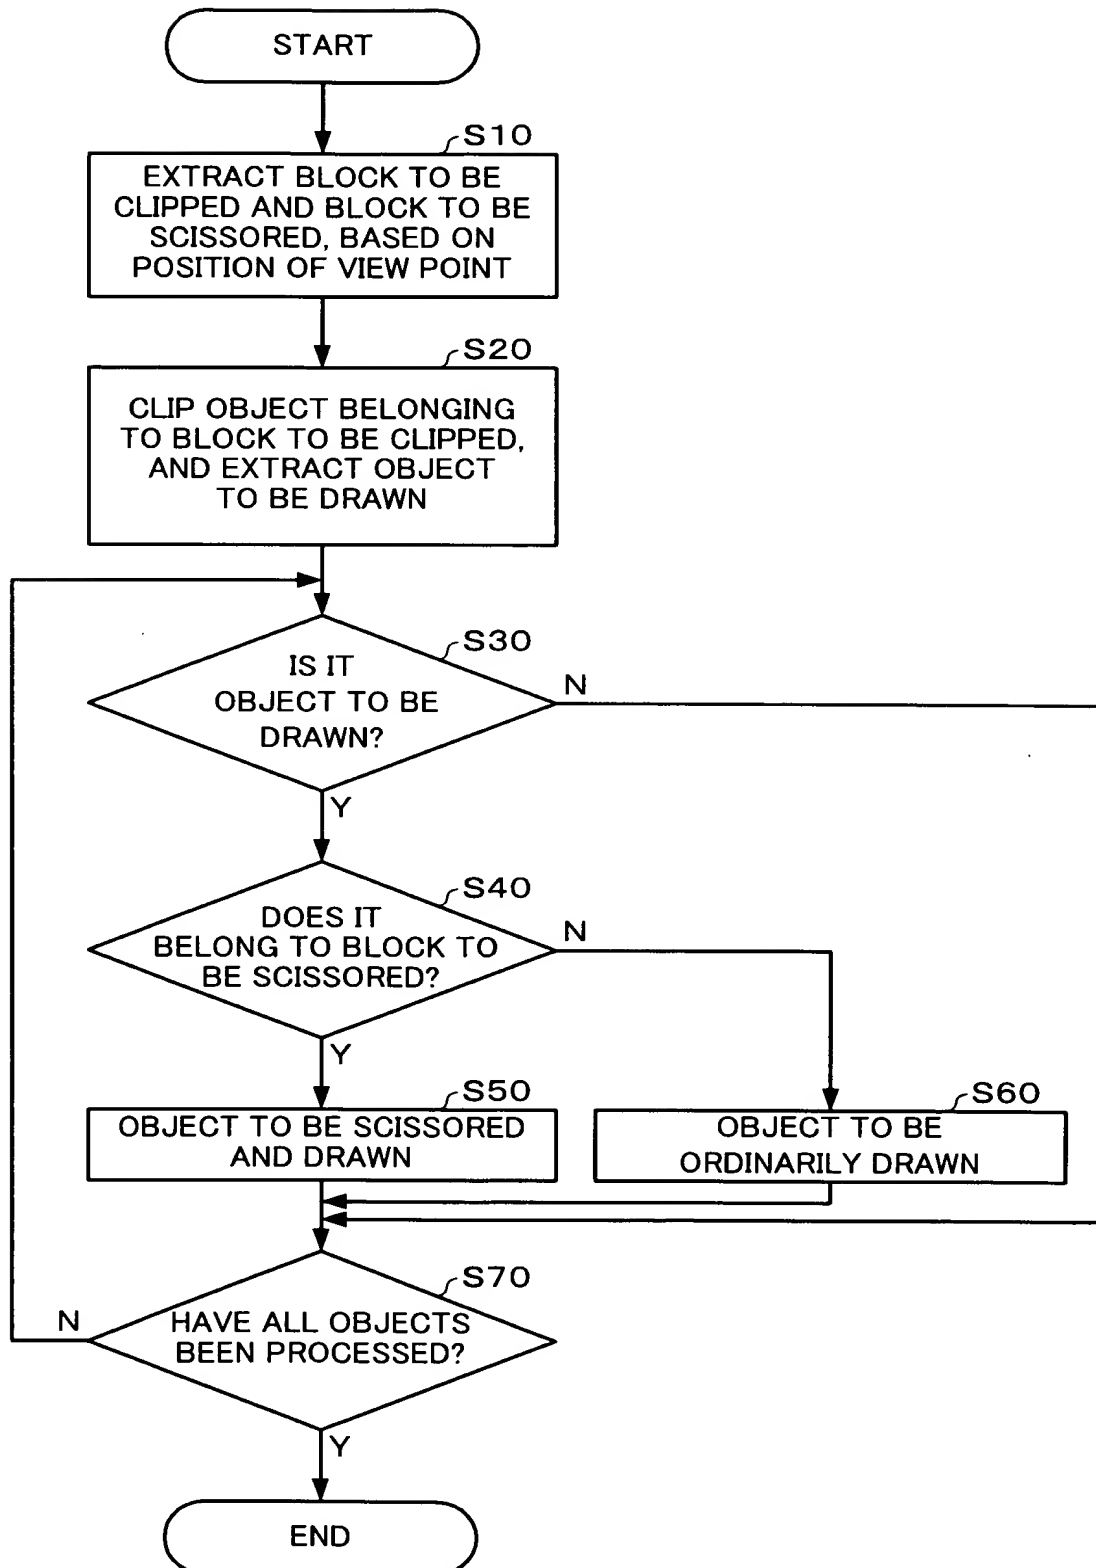 START
S10
EXTRACT BLOCK TO BE
CLIPPED AND BLOCK TO BE
SCISSORED, BASED ON
POSITION OF VIEW POINT
S20
CLIP OBJECT BELONGING
TO BLOCK TO BE CLIPPED,
AND EXTRACT OBJECT
TO BE DRAWN
S30
IS IT
OBJECT TO BE
DRAWN?
N
Y
S40
DOES IT
BELONG TO BLOCK TO
BE SCISSORED?
N
Y
S50
OBJECT TO BE SCISSORED
AND DRAWN
S60
OBJECT TO BE
ORDINARILY DRAWN
S70
HAVE ALL OBJECTS
BEEN PROCESSED?
N
Y
END